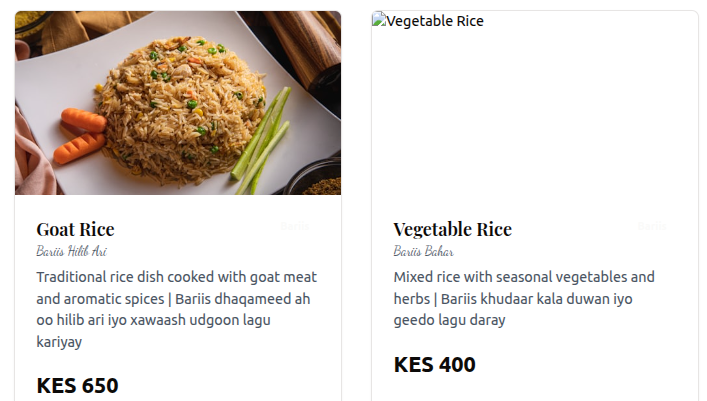 Vegetable Rice
Goat Rice
Bariis
Bariis Hilib Ari
Traditional rice dish cooked with goat meat
and aromatic spices | Bariis dhaqameed ah
oo hilib ari iyo xawaash udgoon lagu
kariyay
KES 650
Vegetable Rice
Bariis
Bariis Bahar
Mixed rice with seasonal vegetables and
herbs | Bariis khudaar kala duwan iyo
geedo lagu daray
KES 400